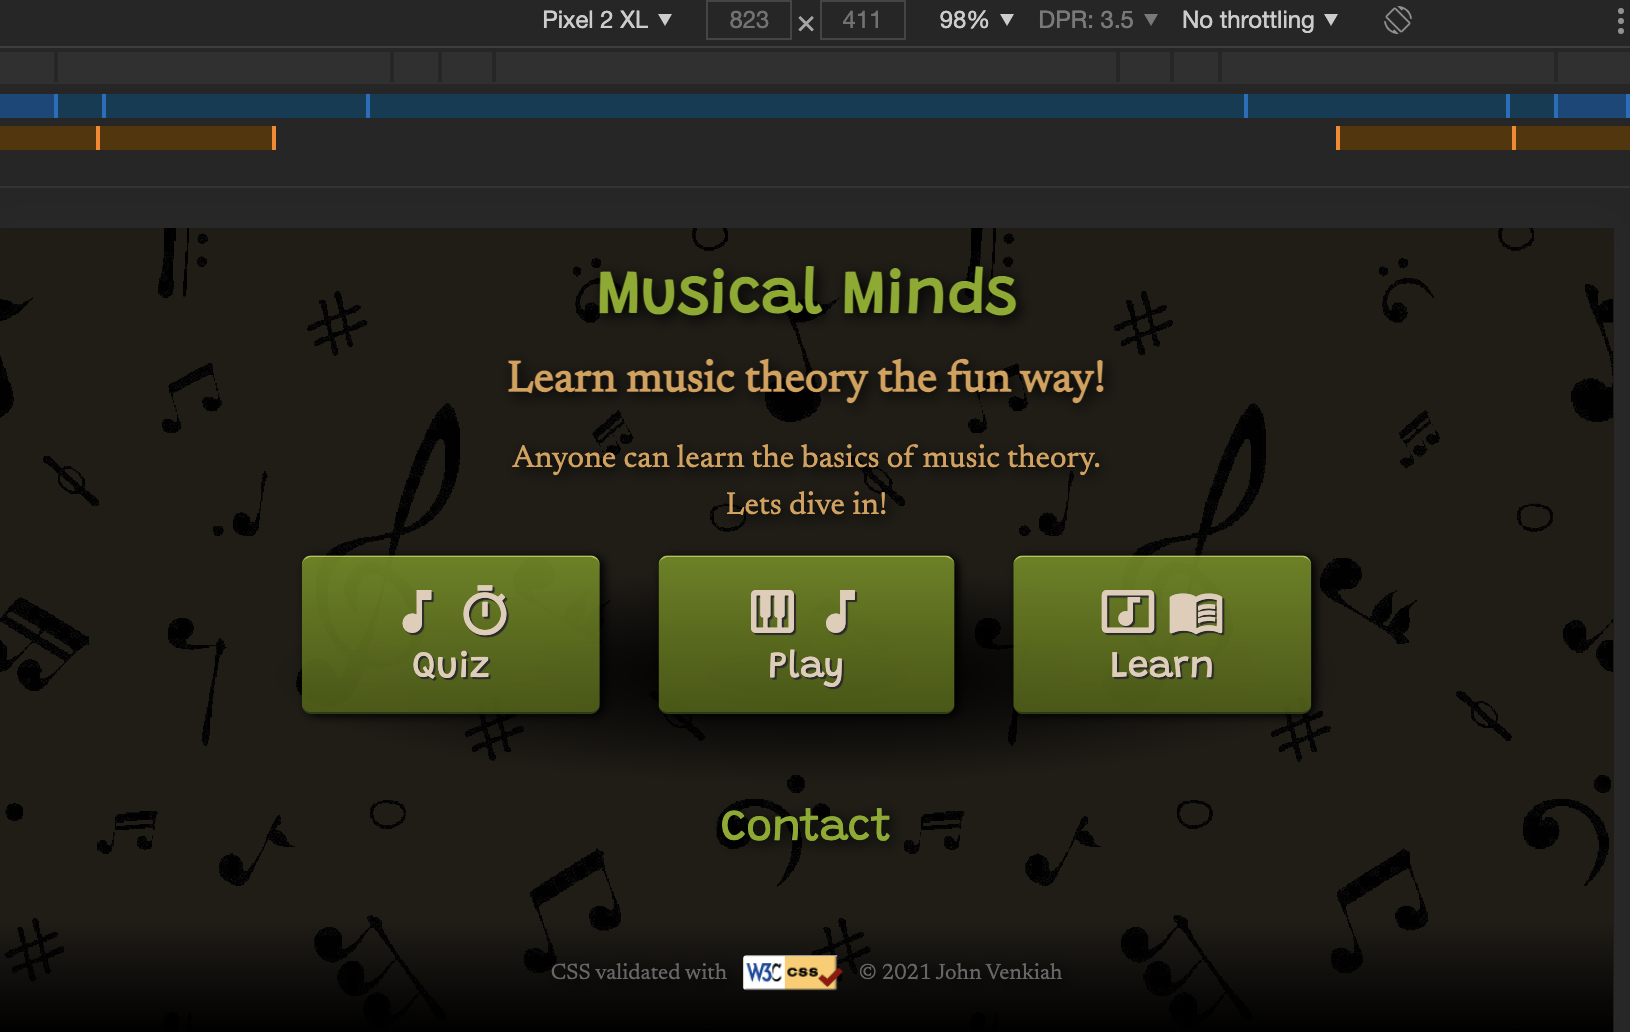 Pixel 2 XL ▼ 823 × 411 98% ▼ DPR: 3.5 ▼ No throttling ▼
Musical Minds
Learn music theory the fun way!
Anyone can learn the basics of music theory.
Lets dive in!
Quiz Play Learn
Contact
CSS validated with W3C css © 2021 John Venkiah